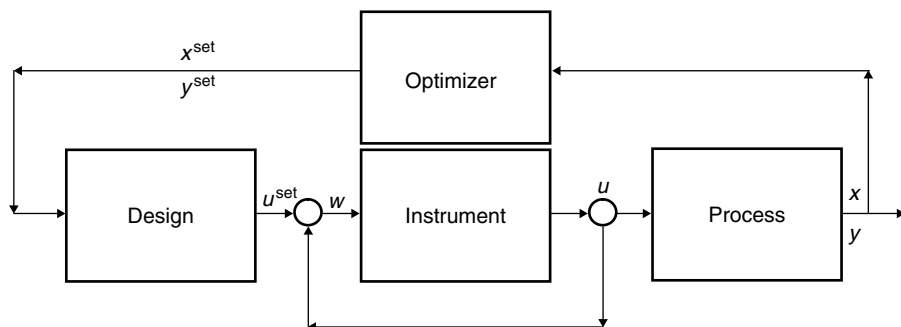 x^set
y^set
Optimizer
Design
u^set
w
Instrument
u
Process
x
y